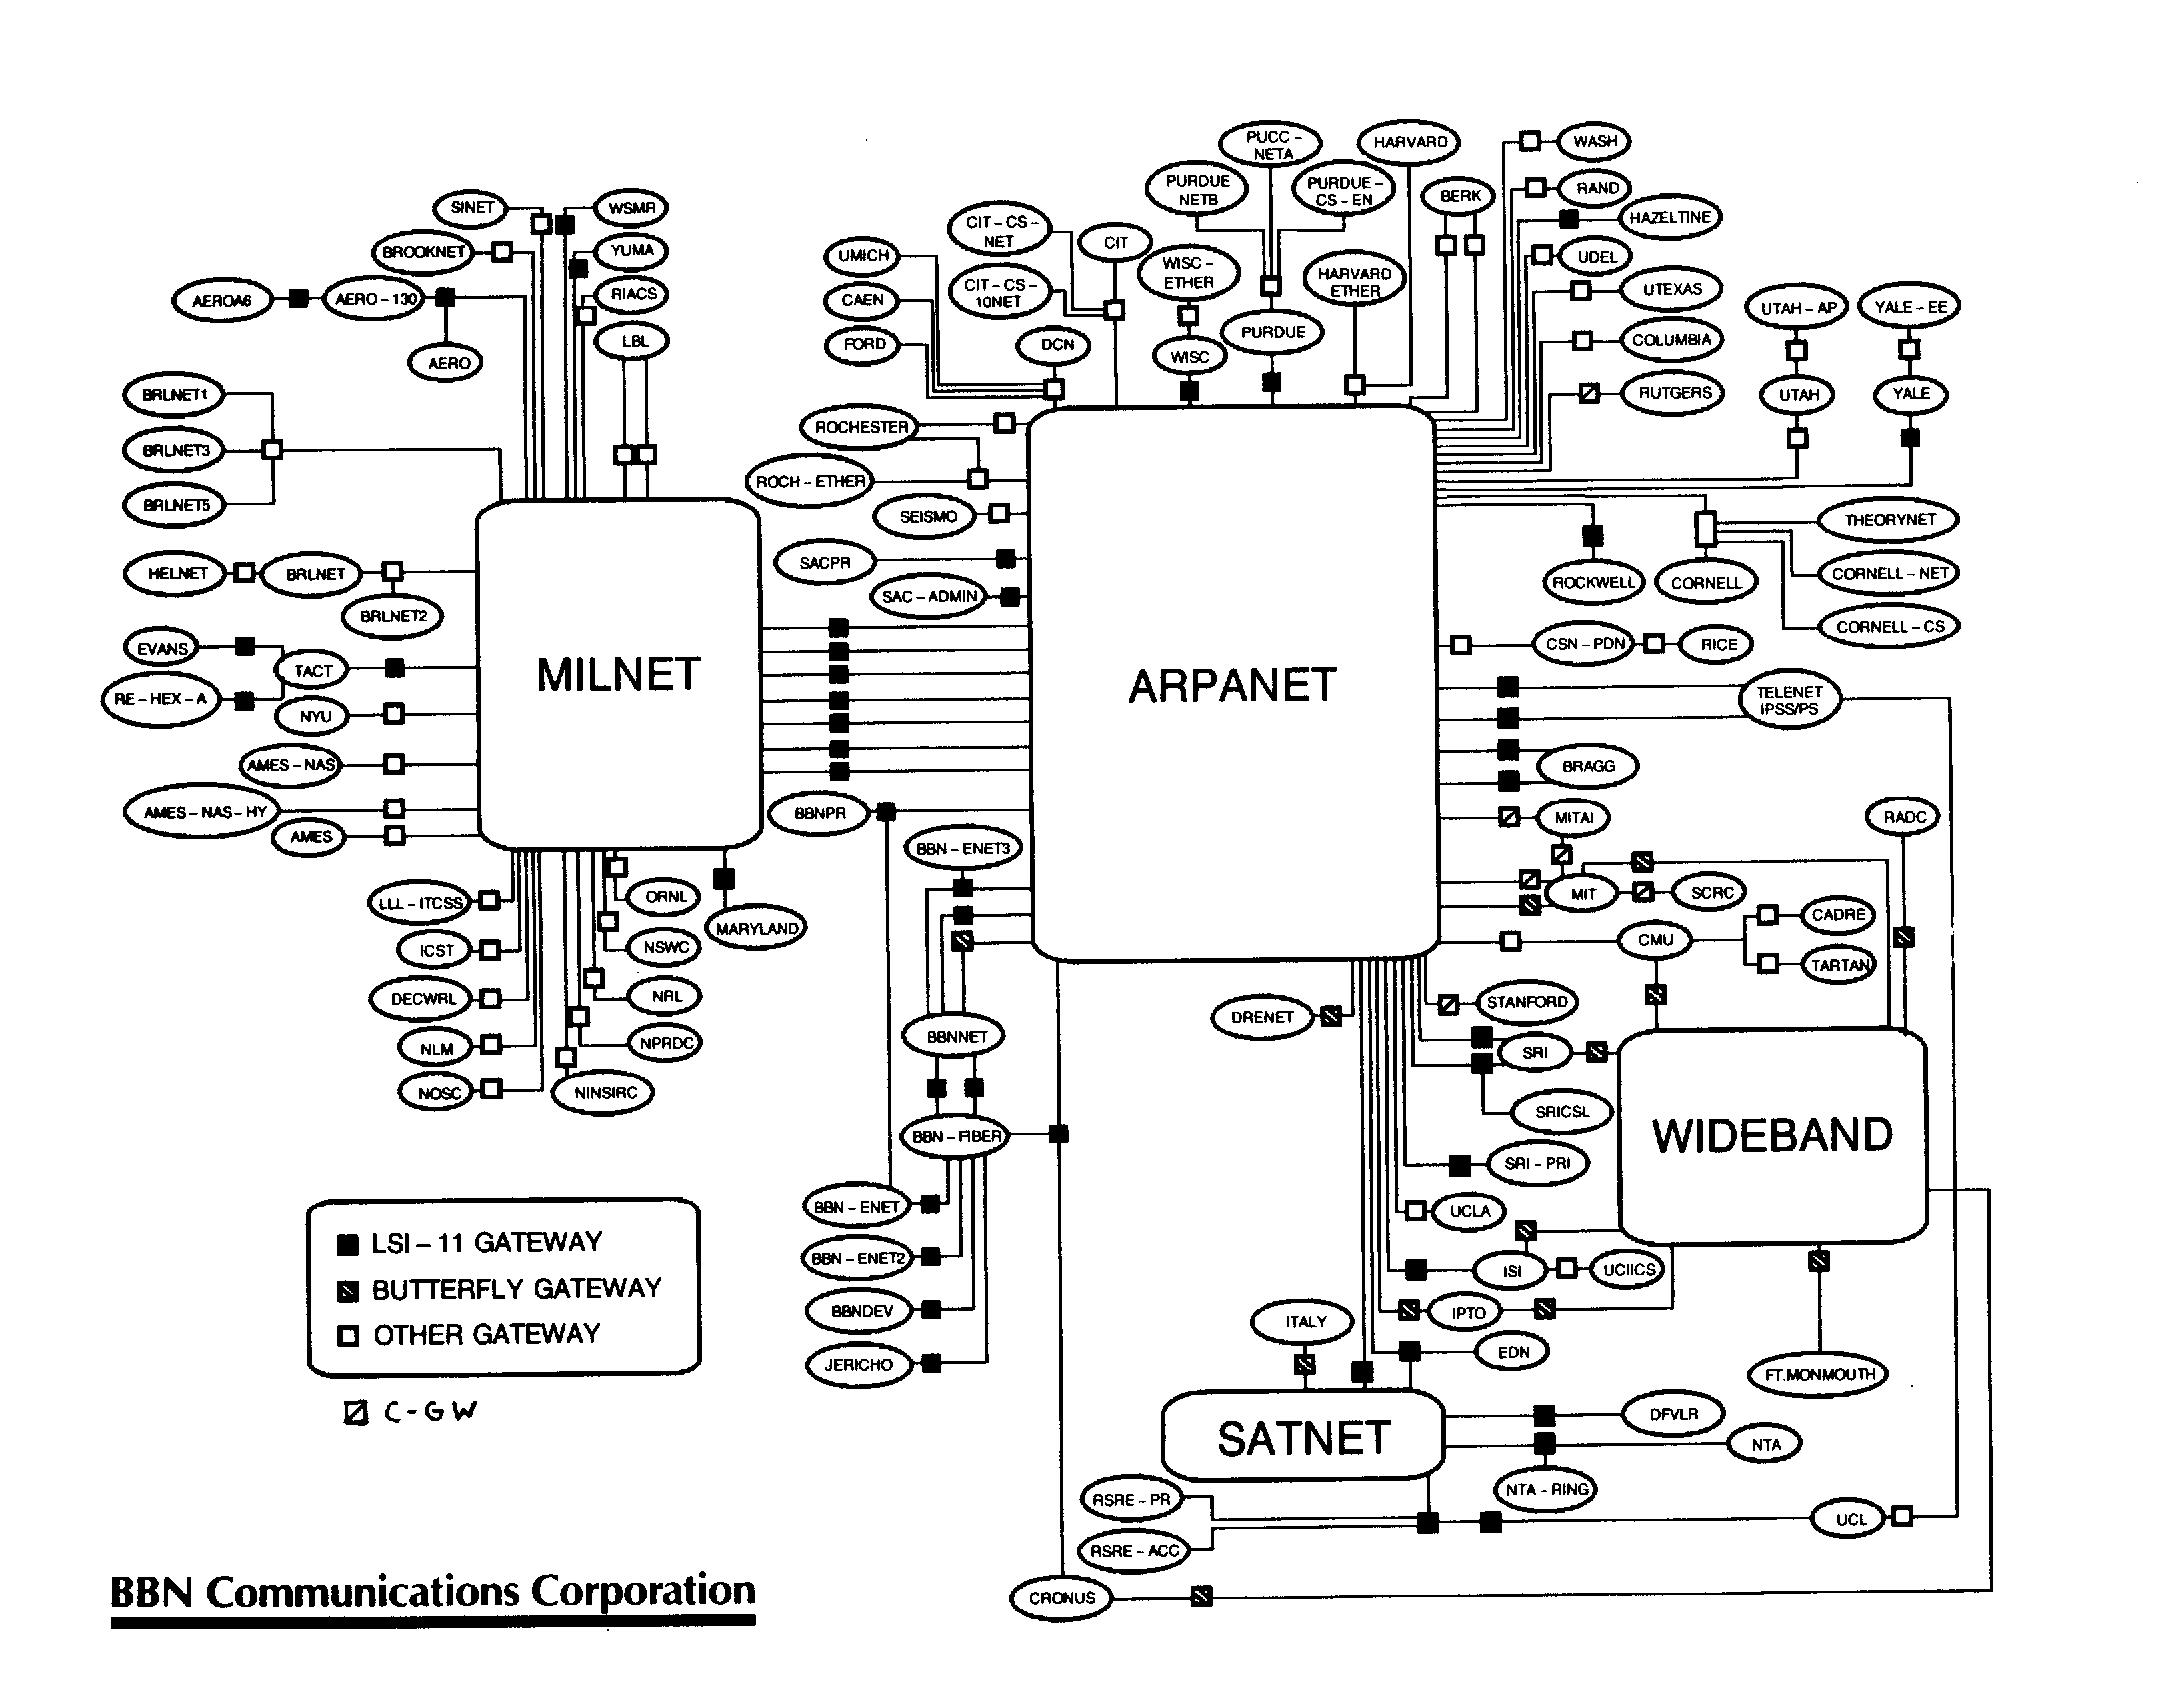 PUCC -
NETA
HARVARD
WASH
PURDUE
NETB
PURDUE -
CS - EN
BERK
RAND
SINET
WSMR
HAZELTINE
CIT - CS -
NET
CIT
BROOKNET
YUMA
UMICH
WISC -
ETHER
HARVARD
ETHER
UDEL
AEROA6
AERO - 130
RIACS
CAEN
CIT - CS -
10NET
UTEXAS
UTAH - AP
YALE - EE
LBL
FORD
DCN
WISC
PURDUE
COLUMBIA
AERO
BRLNET1
RUTGERS
UTAH
YALE
ROCHESTER
BRLNET3
ROCH - ETHER
BRLNET5
SEISMO
THEORYNET
SACPR
HELNET
BRLNET
ROCKWELL
CORNELL
CORNELL - NET
SAC - ADMIN
BRLNET2
CORNELL - CS
EVANS
TACT
MILNET
ARPANET
CSN - PDN
RICE
RE - HEX - A
NYU
TELENET
IPSS/PS
AMES - NAS
BRAGG
AMES - NAS - HY
BBNPR
MITAI
RADC
AMES
BBN - ENET3
LLL - ITCSS
ORNL
MARYLAND
MIT
SCRC
CADRE
ICST
NSWC
CMU
TARTAN
DECWRL
NRL
DRENET
STANFORD
NLM
NPRDC
BBNNET
SRI
NOSC
NINSIRC
SRICSL
BBN - FIBER
WIDEBAND
SRI - PRI
BBN - ENET
UCLA
LSI - 11 GATEWAY
BBN - ENET2
ISI
UCIICS
BUTTERFLY GATEWAY
BBNDEV
ITALY
IPTO
OTHER GATEWAY
JERICHO
EDN
FT.MONMOUTH
C-GW
SATNET
DFVLR
NTA
RSRE - PR
NTA - RING
UCL
RSRE - ACC
BBN Communications Corporation
CRONUS